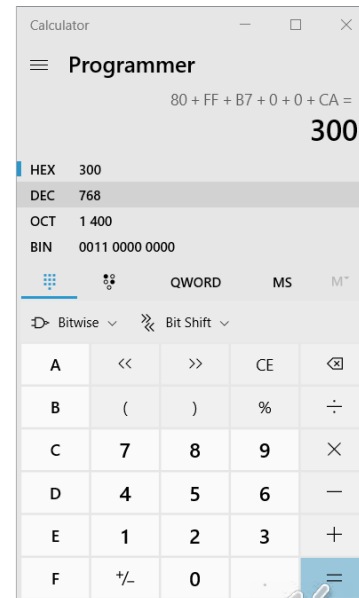 Calculator
Programmer
80 + FF + B7 + 0 + 0 + CA =
300
HEX 300
DEC 768
OCT 1 400
BIN 0011 0000 0000
QWORD MS M˅
Bitwise Bit Shift
A << >> CE
B ( ) % ÷
C 7 8 9 ×
D 4 5 6 −
E 1 2 3 +
F +/− 0 . =